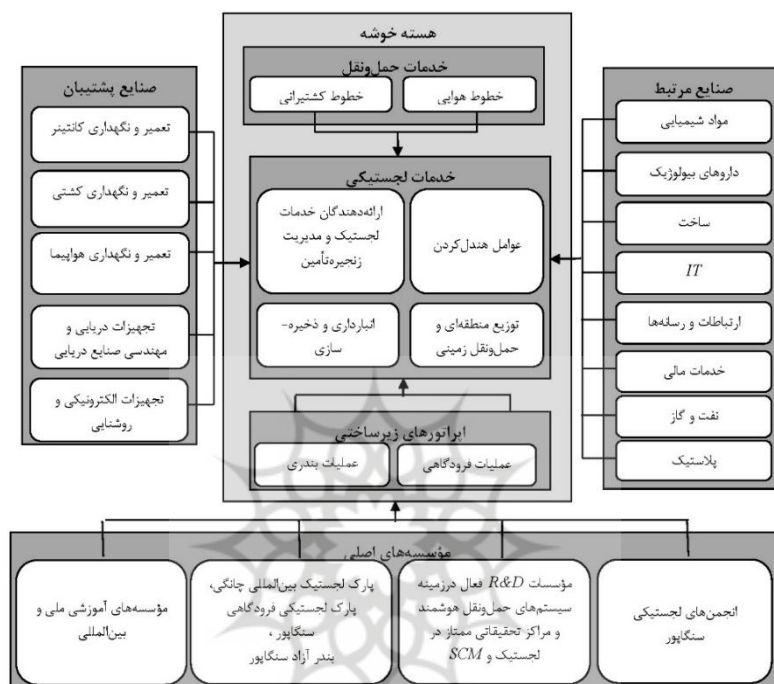 هسته خوشه
خدمات حمل‌ونقل
خطوط هوایی
خطوط کشتیرانی
صنایع مرتبط
مواد شیمیایی
داروهای بیولوژیک
ساخت
IT
ارتباطات و رسانه‌ها
خدمات مالی
نفت و گاز
پلاستیک
خدمات لجستیکی
عوامل هندل‌کردن
ارائه‌دهندگان خدمات
لجستیک و مدیریت
زنجیره‌تأمین
توزیع منطقه‌ای و
حمل‌ونقل زمینی
انبارداری و ذخیره-
سازی
اپراتورهای زیرساختی
عملیات فرودگاهی
عملیات بندری
صنایع پشتیبان
تعمیر و نگهداری کانتینر
تعمیر و نگهداری کشتی
تعمیر و نگهداری هواپیما
تجهیزات دریایی و
مهندسی صنایع دریایی
تجهیزات الکترونیکی و
روشنایی
مؤسسه‌های اصلی
انجمن‌های لجستیکی
سنگاپور
مؤسسات R&D فعال درزمینه
سیستم‌های حمل‌ونقل هوشمند
و مراکز تحقیقاتی ممتاز در
لجستیک و SCM
پارک لجستیک بین‌المللی چانگی،
پارک لجستیکی فرودگاهی
سنگاپور ،
بندر آزاد سنگاپور
مؤسسه‌های آموزشی ملی و
بین‌المللی